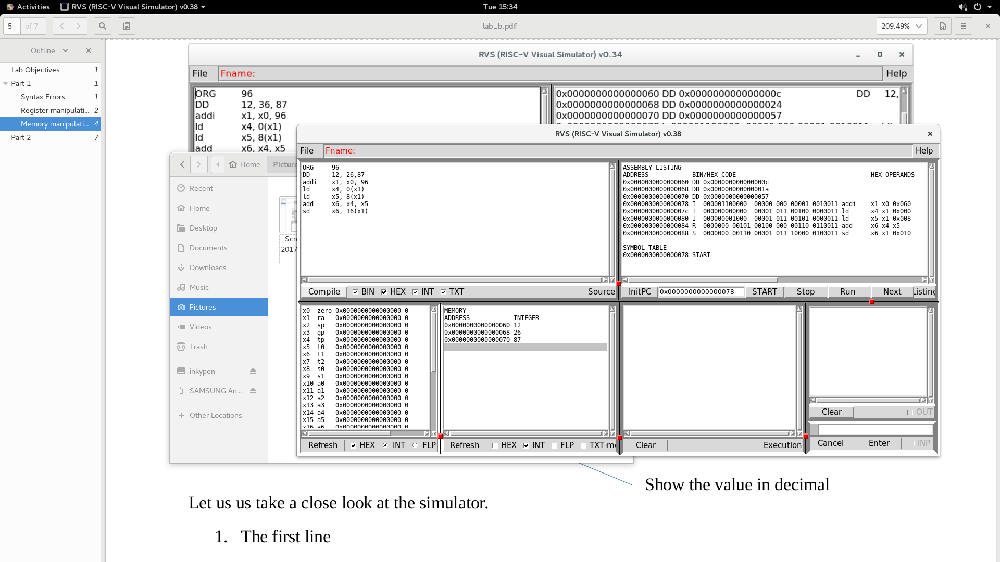 Activities
RVS (RISC-V Visual Simulator) v0.38
Tue 15:34
5 of 7
lab_b.pdf
209.49%
Outline
Lab Objectives 1
Part 1 1
Syntax Errors 1
Register manipulati... 2
Memory manipulati... 4
Part 2 7
RVS (RISC-V Visual Simulator) v0.34
File Fname: Help
ORG 96
DD 12, 36, 87
addi x1, x0, 96
ld x4, 0(x1)
ld x5, 8(x1)
add x6, x4, x5
0x0000000000000060 DD 0x000000000000000c DD 12,
0x0000000000000068 DD 0x0000000000000024
0x0000000000000070 DD 0x0000000000000057
Home
Recent
Home
Desktop
Documents
Downloads
Music
Pictures
Videos
Trash
inkypen
SAMSUNG An...
Other Locations
2017
RVS (RISC-V Visual Simulator) v0.38
File Fname: Help
ORG 96
DD 12, 26,87
addi x1, x0, 96
ld x4, 0(x1)
ld x5, 8(x1)
add x6, x4, x5
sd x6, 16(x1)
Compile BIN HEX INT TXT Source
ASSEMBLY LISTING
ADDRESS BIN/HEX CODE HEX OPERANDS
0x0000000000000060 DD 0x000000000000000c
0x0000000000000068 DD 0x000000000000001a
0x0000000000000070 DD 0x0000000000000057
0x0000000000000078 I 000001100000 00000 000 00001 0010011 addi x1 x0 0x060
0x000000000000007c I 000000000000 00001 011 00100 0000011 ld x4 x1 0x000
0x0000000000000080 I 000000001000 00001 011 00101 0000011 ld x5 x1 0x008
0x0000000000000084 R 0000000 00101 00100 000 00110 0110011 add x6 x4 x5
0x0000000000000088 S 0000000 00110 00001 011 10000 0100011 sd x6 x1 0x010
SYMBOL TABLE
0x0000000000000078 START
InitPC 0x0000000000000078 START Stop Run Next Listing
x0 zero 0x0000000000000000 0
x1 ra 0x0000000000000000 0
x2 sp 0x0000000000000000 0
x3 gp 0x0000000000000000 0
x4 tp 0x0000000000000000 0
x5 t0 0x0000000000000000 0
x6 t1 0x0000000000000000 0
x7 t2 0x0000000000000000 0
x8 s0 0x0000000000000000 0
x9 s1 0x0000000000000000 0
x10 a0 0x0000000000000000 0
x11 a1 0x0000000000000000 0
x12 a2 0x0000000000000000 0
x13 a3 0x0000000000000000 0
x14 a4 0x0000000000000000 0
x15 a5 0x0000000000000000 0
x16 a6 0x0000000000000000 0
Refresh HEX INT FLP
MEMORY
ADDRESS INTEGER
0x0000000000000060 12
0x0000000000000068 26
0x0000000000000070 87
Refresh HEX INT FLP TXT
Clear Execution
Clear OUT
Cancel Enter INP
Show the value in decimal
Let us us take a close look at the simulator.
1. The first line